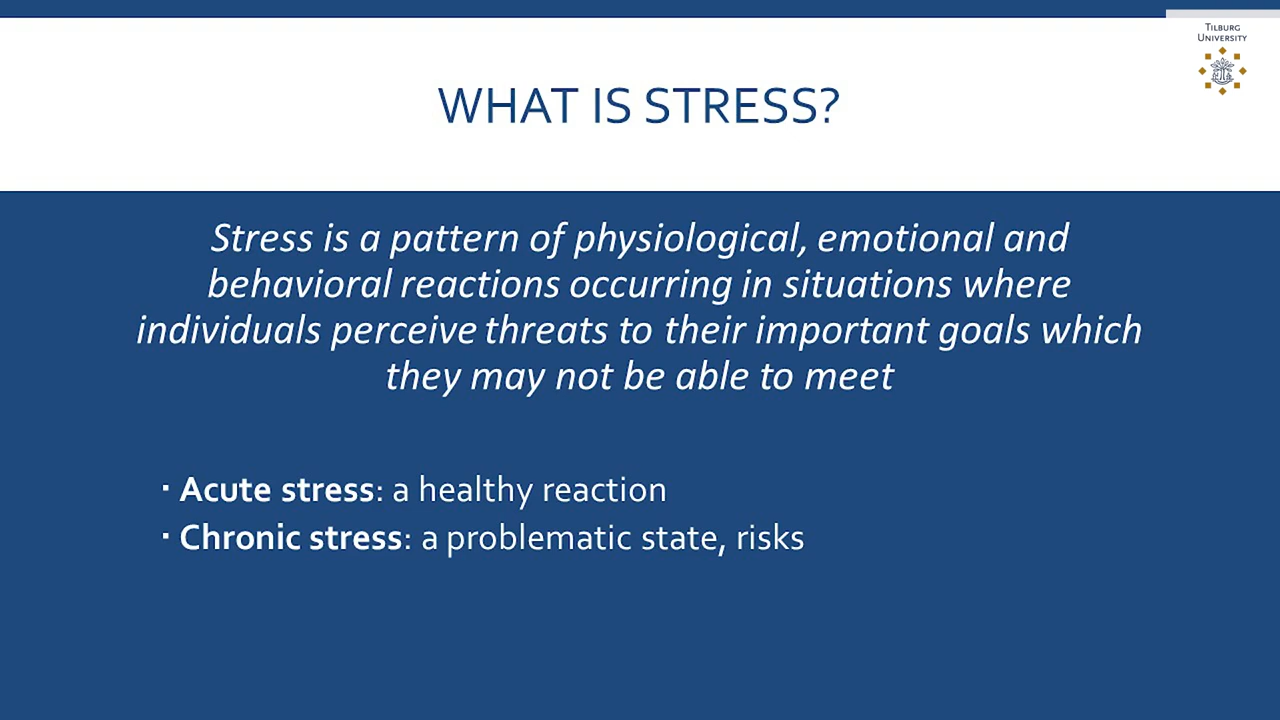 TILBURG
UNIVERSITY
WHAT IS STRESS?
Stress is a pattern of physiological, emotional and
behavioral reactions occurring in situations where
individuals perceive threats to their important goals which
they may not be able to meet
▪ Acute stress: a healthy reaction
▪ Chronic stress: a problematic state, risks